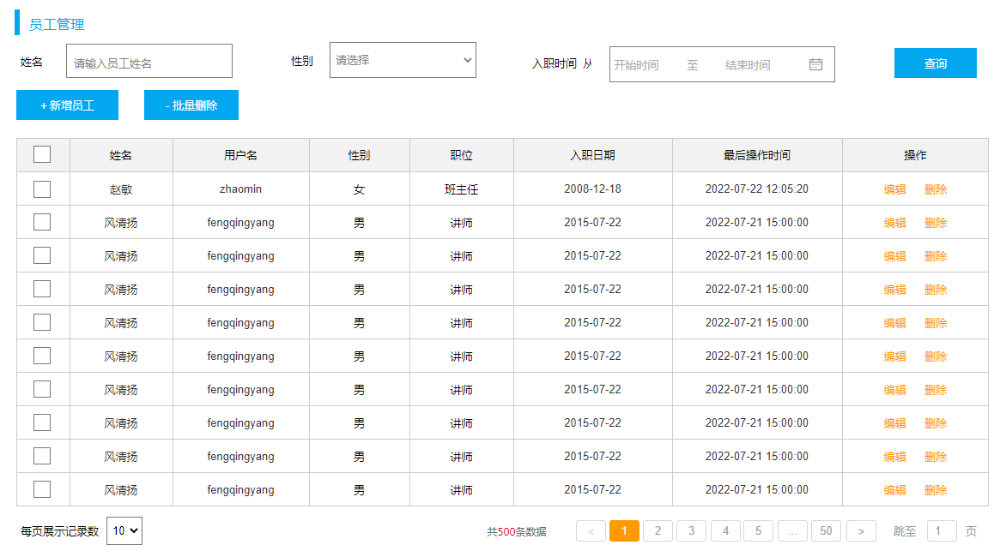 员工管理
姓名 请输入员工姓名 性别 请选择 入职时间 从 开始时间 至 结束时间 查询
+ 新增员工 - 批量删除
姓名 用户名 性别 职位 入职日期 最后操作时间 操作
赵敏 zhaomin 女 班主任 2008-12-18 2022-07-22 12:05:20 编辑 删除
风清扬 fengqingyang 男 讲师 2015-07-22 2022-07-21 15:00:00 编辑 删除
风清扬 fengqingyang 男 讲师 2015-07-22 2022-07-21 15:00:00 编辑 删除
风清扬 fengqingyang 男 讲师 2015-07-22 2022-07-21 15:00:00 编辑 删除
风清扬 fengqingyang 男 讲师 2015-07-22 2022-07-21 15:00:00 编辑 删除
风清扬 fengqingyang 男 讲师 2015-07-22 2022-07-21 15:00:00 编辑 删除
风清扬 fengqingyang 男 讲师 2015-07-22 2022-07-21 15:00:00 编辑 删除
风清扬 fengqingyang 男 讲师 2015-07-22 2022-07-21 15:00:00 编辑 删除
风清扬 fengqingyang 男 讲师 2015-07-22 2022-07-21 15:00:00 编辑 删除
风清扬 fengqingyang 男 讲师 2015-07-22 2022-07-21 15:00:00 编辑 删除
每页展示记录数 10 共500条数据 < 1 2 3 4 5 ... 50 > 跳至 1 页